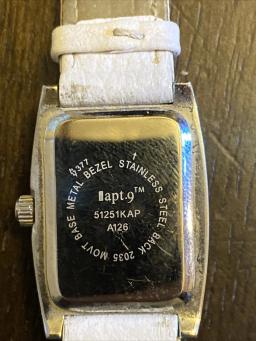 377 BASE METAL BEZEL STAINLESS STEEL BACK 2035 MOVT
apt.9™
51251KAP
A126